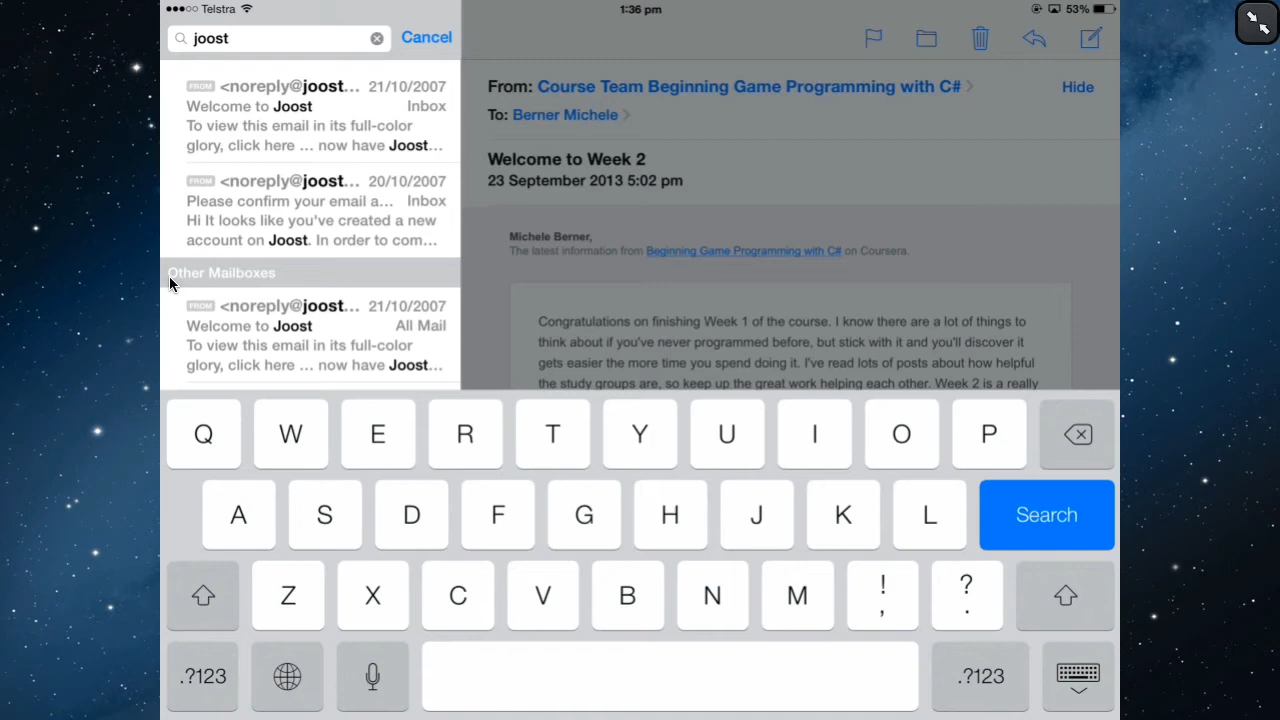 Telstra
1:36 pm
53%
joost
Cancel
FROM <noreply@joost... 21/10/2007
Welcome to Joost Inbox
To view this email in its full-color
glory, click here ... now have Joost...
FROM <noreply@joost... 20/10/2007
Please confirm your email a... Inbox
Hi It looks like you've created a new
account on Joost. In order to com...
Other Mailboxes
FROM <noreply@joost... 21/10/2007
Welcome to Joost All Mail
To view this email in its full-color
glory, click here ... now have Joost...
From: Course Team Beginning Game Programming with C# Hide
To: Berner Michele
Welcome to Week 2
23 September 2013 5:02 pm
Michele Berner,
The latest information from Beginning Game Programming with C# on Coursera.
Congratulations on finishing Week 1 of the course. I know there are a lot of things to
think about if you've never programmed before, but stick with it and you'll discover it
gets easier the more time you spend doing it. I've read lots of posts about how helpful
the study groups are, so keep up the great work helping each other. Week 2 is a really
Q W E R T Y U I O P
A S D F G H J K L Search
Z X C V B N M ! , ? .
.?123 .?123